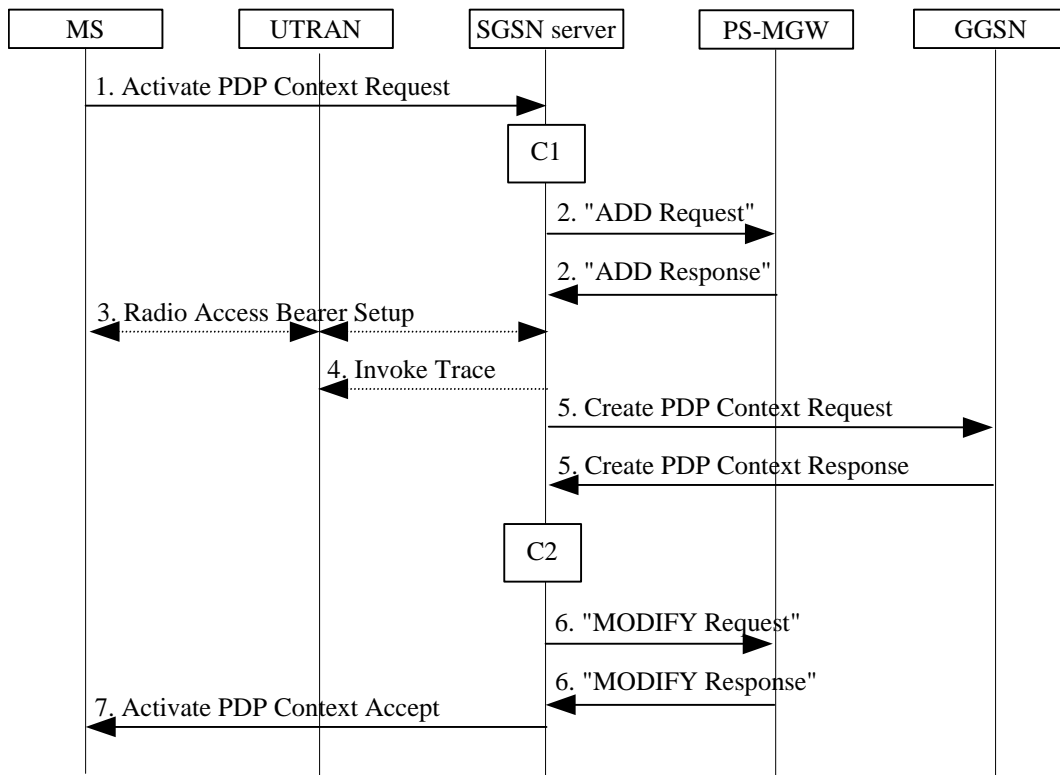 MS
UTRAN
SGSN server
PS-MGW
GGSN
1. Activate PDP Context Request
C1
2. "ADD Request"
2. "ADD Response"
3. Radio Access Bearer Setup
4. Invoke Trace
5. Create PDP Context Request
5. Create PDP Context Response
C2
6. "MODIFY Request"
6. "MODIFY Response"
7. Activate PDP Context Accept